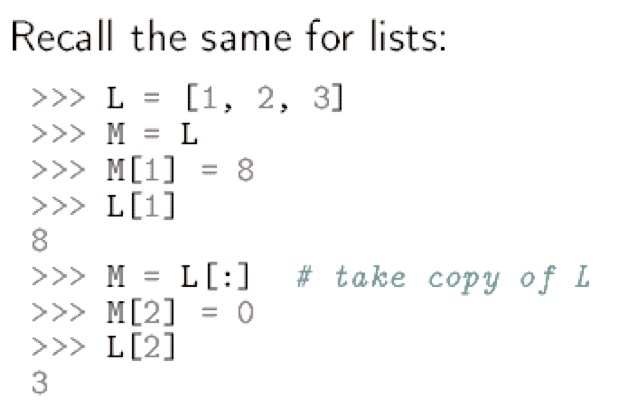 Recall the same for lists:
>>> L = [1, 2, 3]
>>> M = L
>>> M[1] = 8
>>> L[1]
8
>>> M = L[:]  # take copy of L
>>> M[2] = 0
>>> L[2]
3